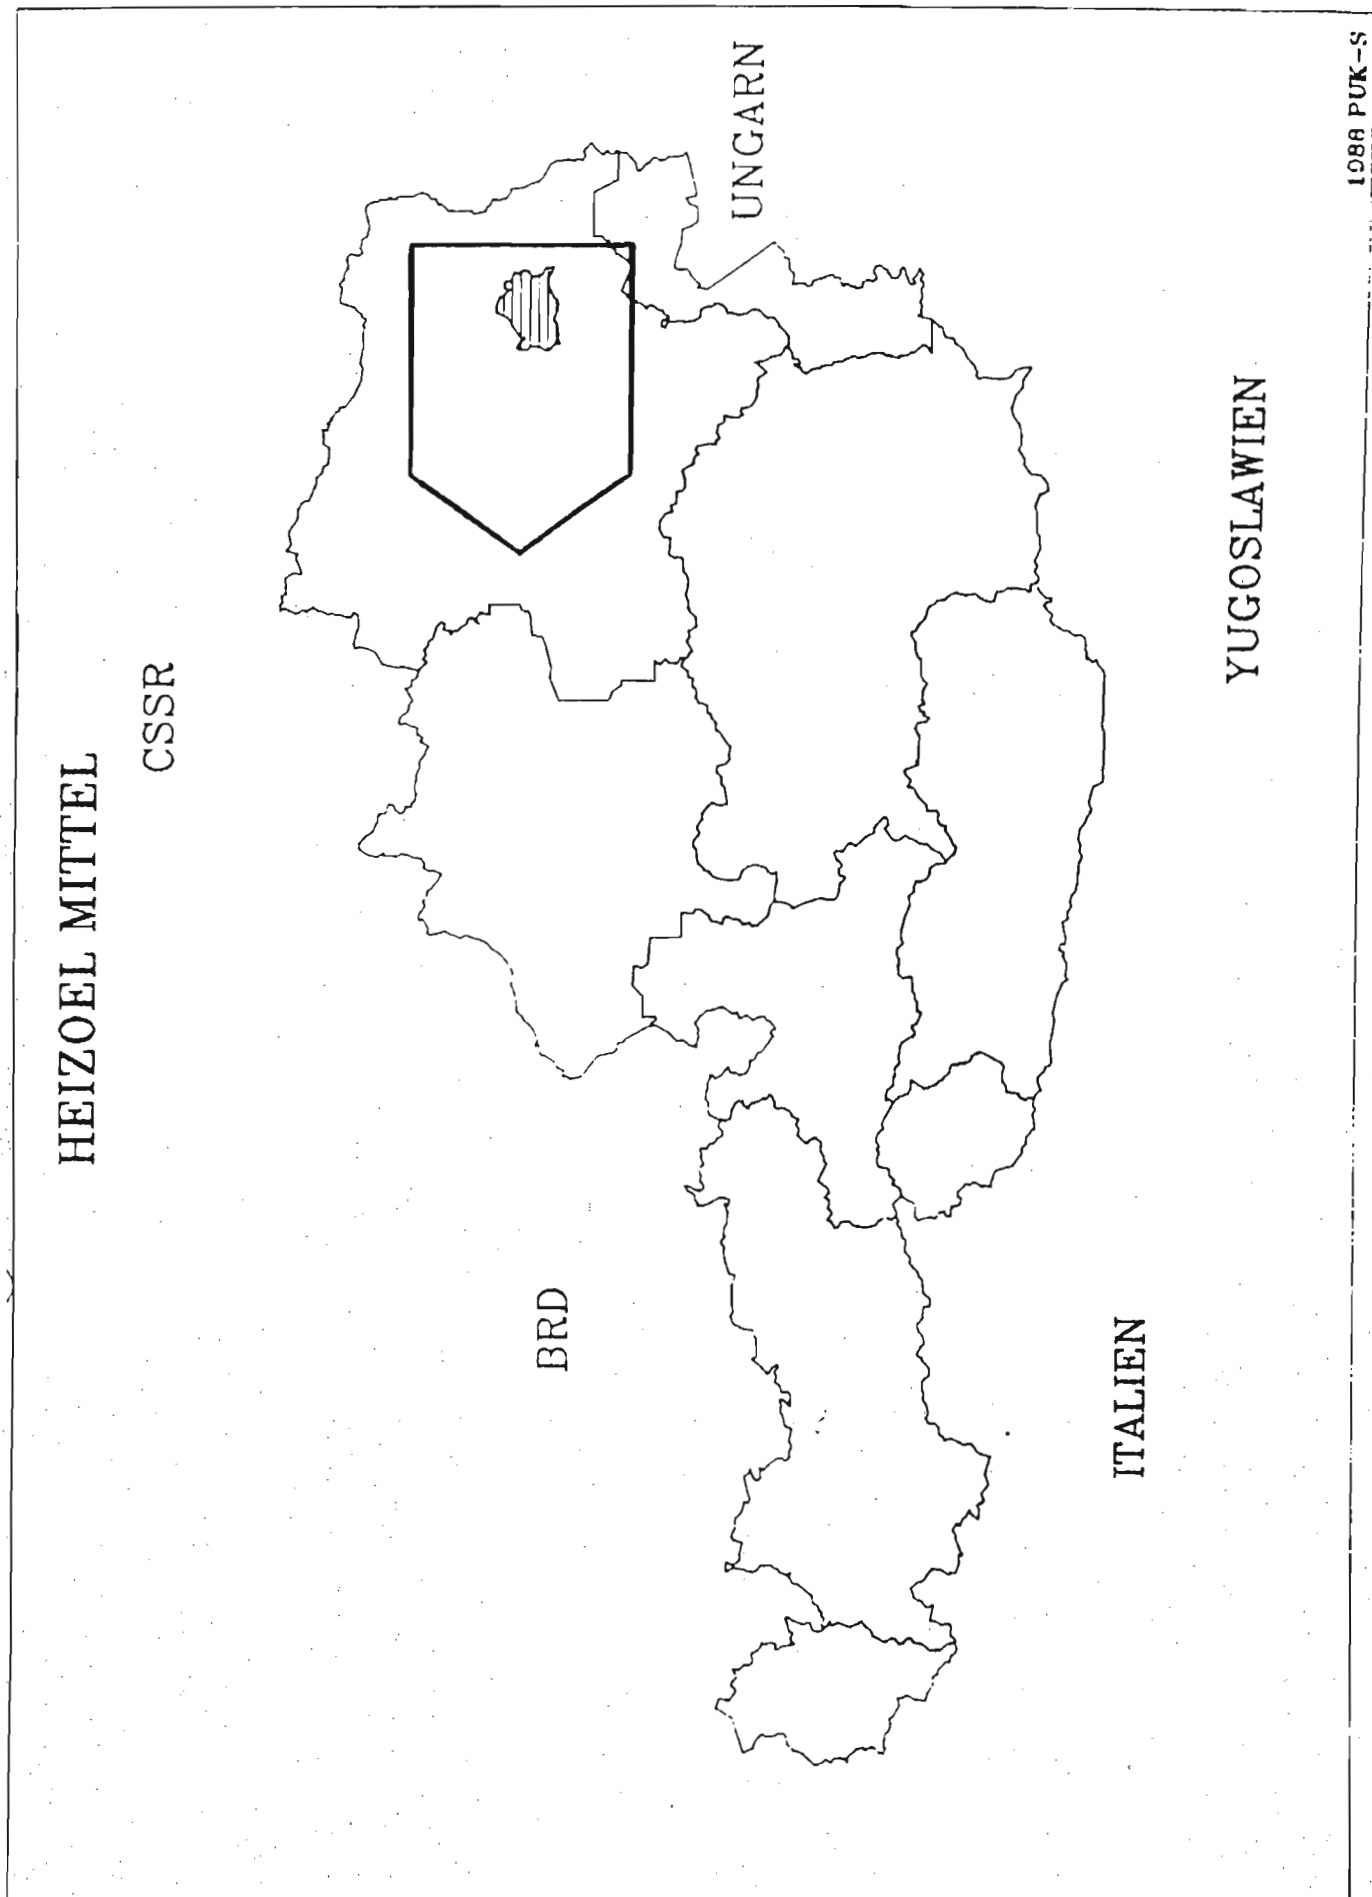 HEIZOEL MITTEL
CSSR
UNGARN
BRD
YUGOSLAWIEN
ITALIEN
1988 PUK-S